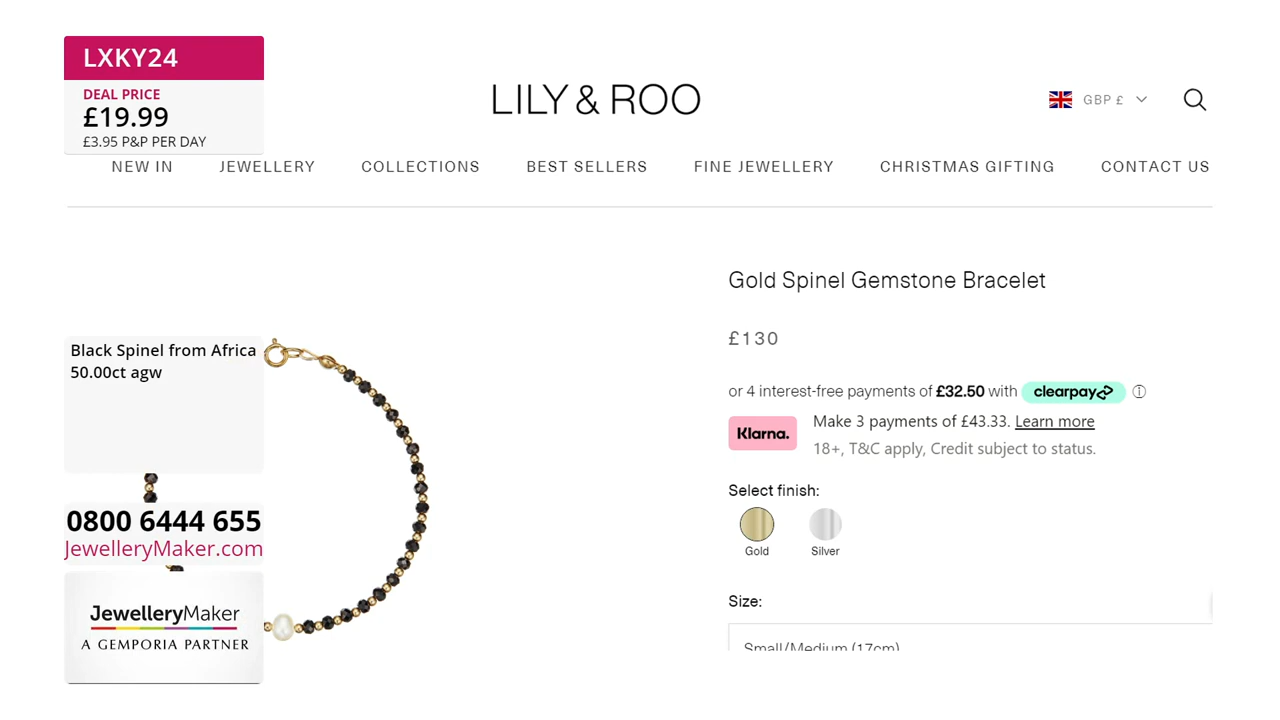 LXKY24
DEAL PRICE
£19.99
£3.95 P&P PER DAY
LILY & ROO
GBP £
NEW IN
JEWELLERY
COLLECTIONS
BEST SELLERS
FINE JEWELLERY
CHRISTMAS GIFTING
CONTACT US
Gold Spinel Gemstone Bracelet
£130
or 4 interest-free payments of £32.50 with clearpay
Klarna.
Make 3 payments of £43.33. Learn more
18+, T&C apply, Credit subject to status.
Select finish:
Gold
Silver
Size:
Small/Medium (17cm)
Black Spinel from Africa
50.00ct agw
0800 6444 655
JewelleryMaker.com
JewelleryMaker
A GEMPORIA PARTNER